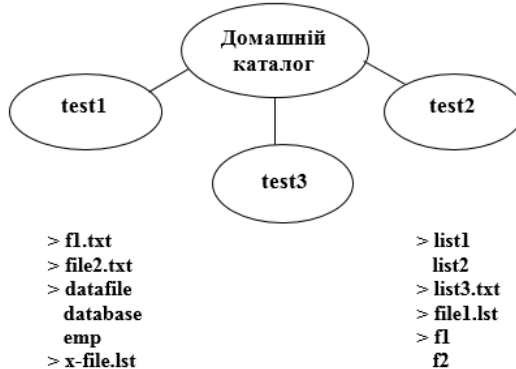 Домашній
каталог
test1
test2
test3
> f1.txt
> file2.txt
> datafile
database
emp
> x-file.lst
> list1
list2
> list3.txt
> file1.lst
> f1
f2